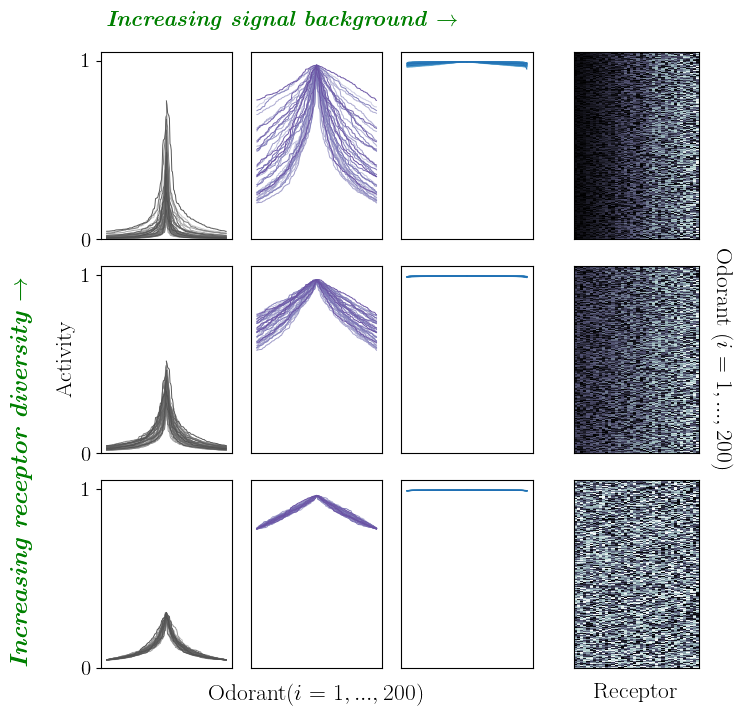 Increasing signal background →
1
0
1
0
1
0
Activity
Increasing receptor diversity →
Odorant (i = 1, ..., 200)
Odorant(i = 1, ..., 200)
Receptor